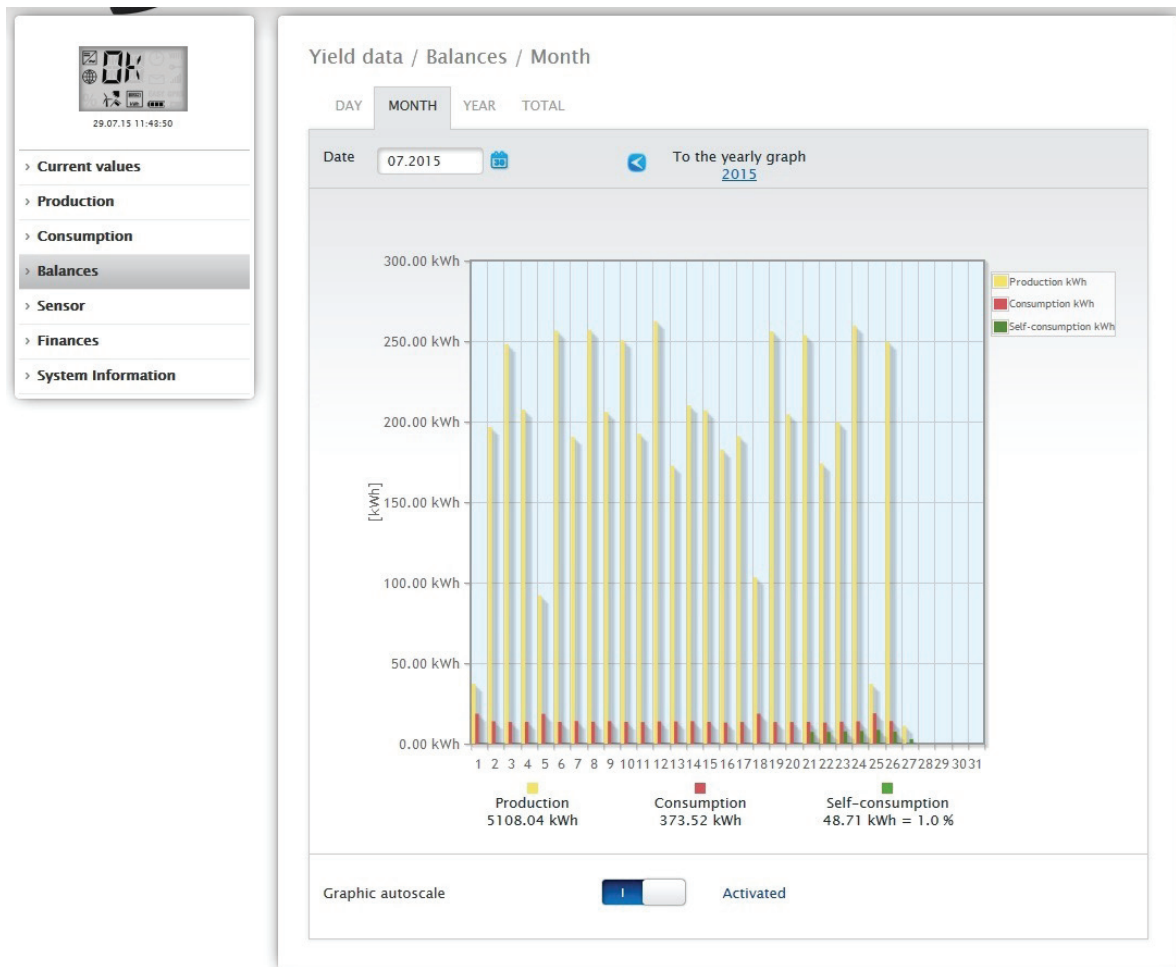 OK
29.07.15 11:43:50
Current values
Production
Consumption
Balances
Sensor
Finances
System Information
Yield data / Balances / Month
DAY MONTH YEAR TOTAL
Date 07.2015 30 To the yearly graph
2015
300.00 kWh
250.00 kWh
200.00 kWh
150.00 kWh
100.00 kWh
50.00 kWh
0.00 kWh
[kWh]
Production kWh
Consumption kWh
Self-consumption kWh
1 2 3 4 5 6 7 8 9 10 11 12 13 14 15 16 17 18 19 20 21 22 23 24 25 26 27 28 29 30 31
Production Consumption Self-consumption
5108.04 kWh 373.52 kWh 48.71 kWh = 1.0 %
Graphic autoscale I Activated